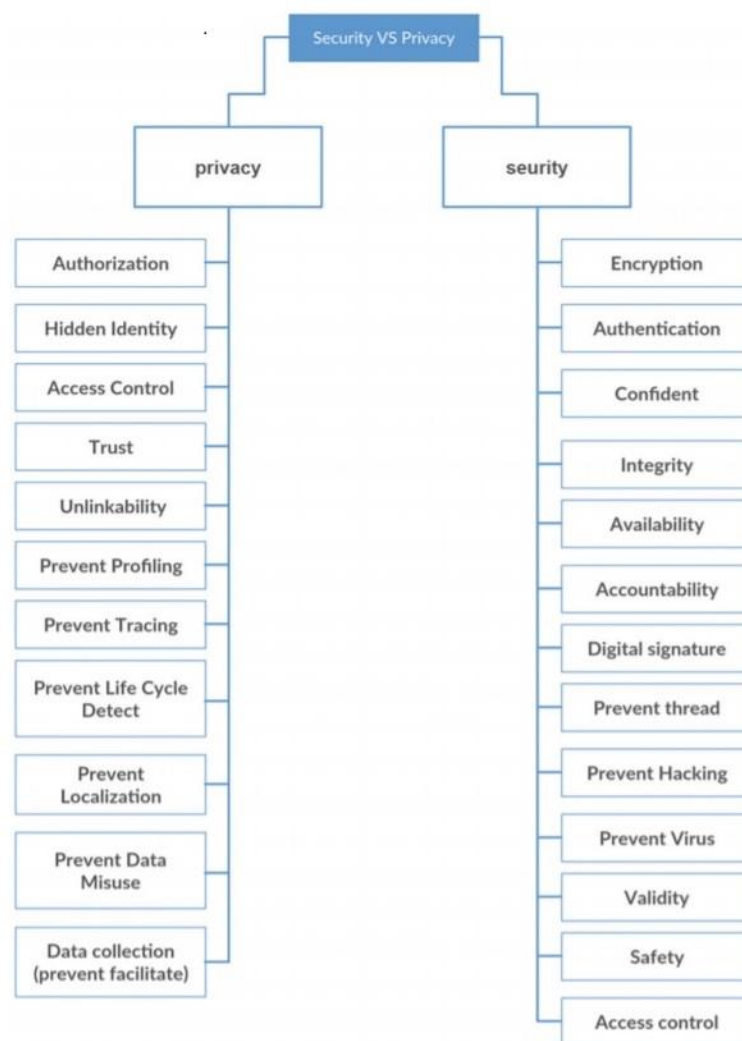 Security VS Privacy
privacy
Authorization
Hidden Identity
Access Control
Trust
Unlinkability
Prevent Profiling
Prevent Tracing
Prevent Life Cycle
Detect
Prevent
Localization
Prevent Data
Misuse
Data collection
(prevent facilitate)
seurity
Encryption
Authentication
Confident
Integrity
Availability
Accountability
Digital signature
Prevent thread
Prevent Hacking
Prevent Virus
Validity
Safety
Access control